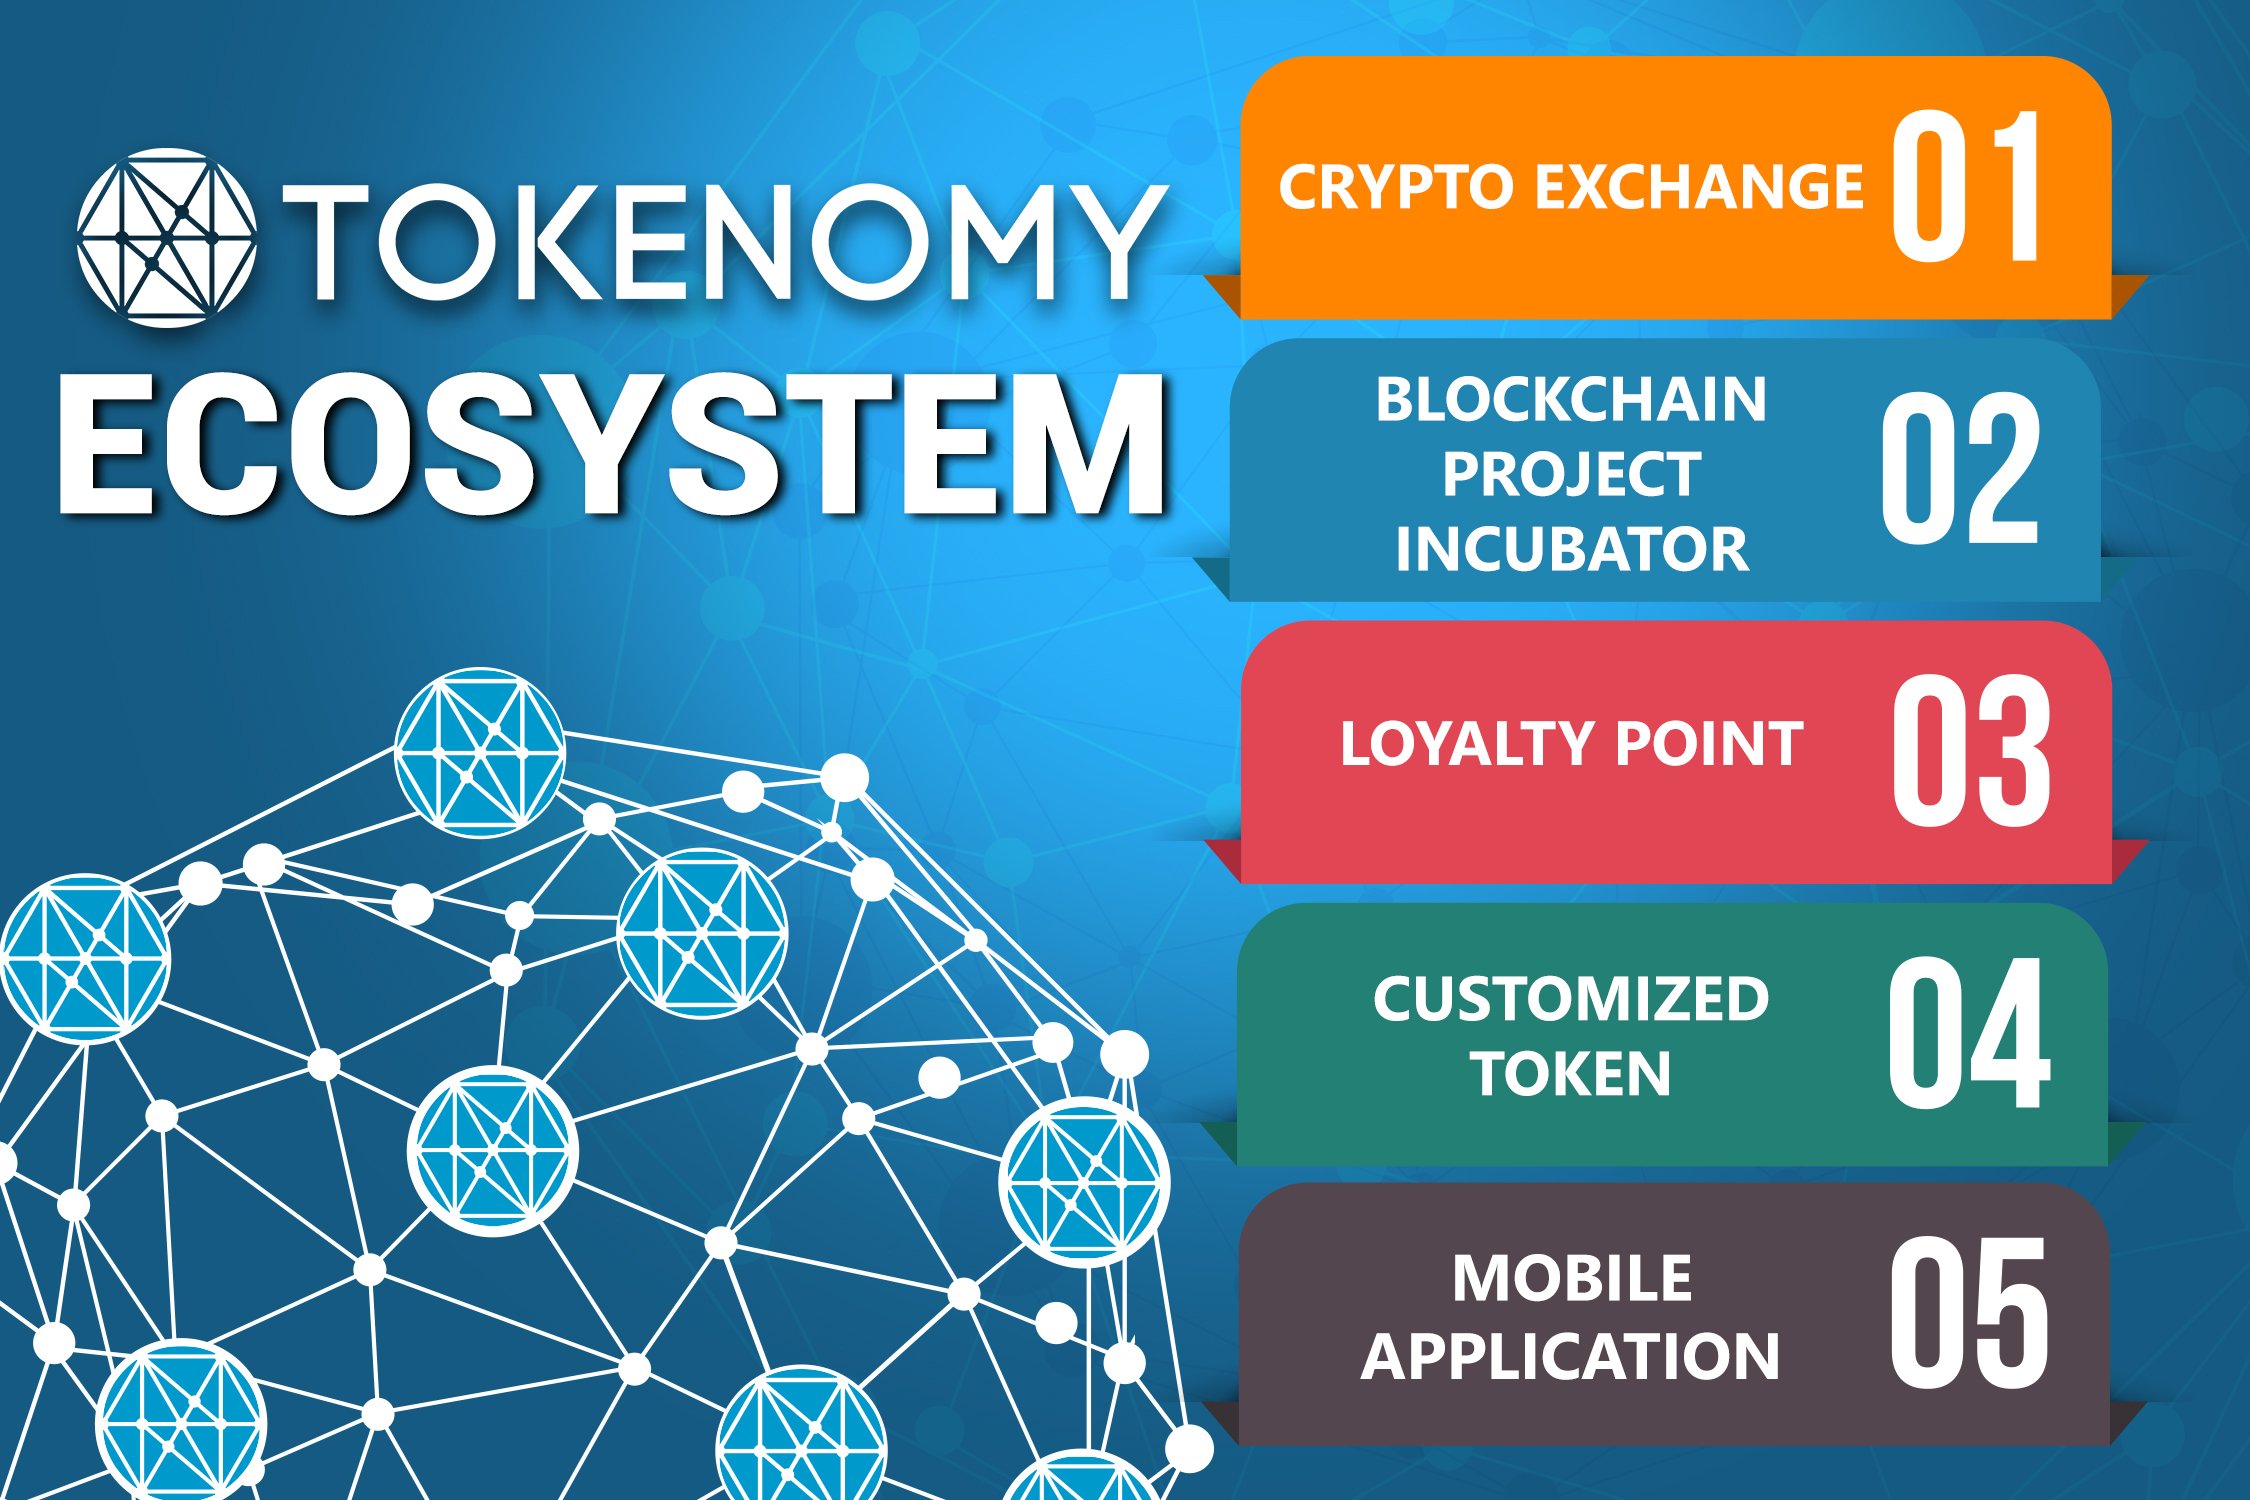 TOKENOMY
ECOSYSTEM
CRYPTO EXCHANGE 01
BLOCKCHAIN
PROJECT
INCUBATOR
02
LOYALTY POINT 03
CUSTOMIZED
TOKEN
04
MOBILE
APPLICATION
05